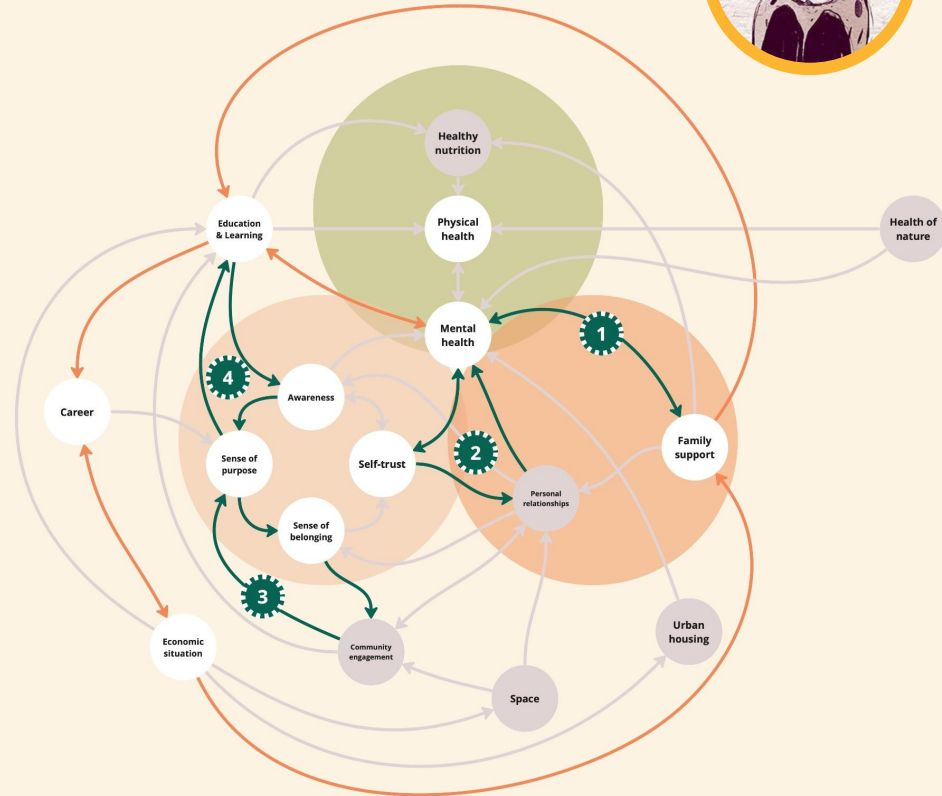 Healthy
nutrition
Education
& Learning
Physical
health
Health of
nature
Mental
health
1
4
Awareness
Career
Family
support
2
Sense of
purpose
Self-trust
Personal
relationships
Sense of
belonging
3
Urban
housing
Economic
situation
Community
engagement
Space